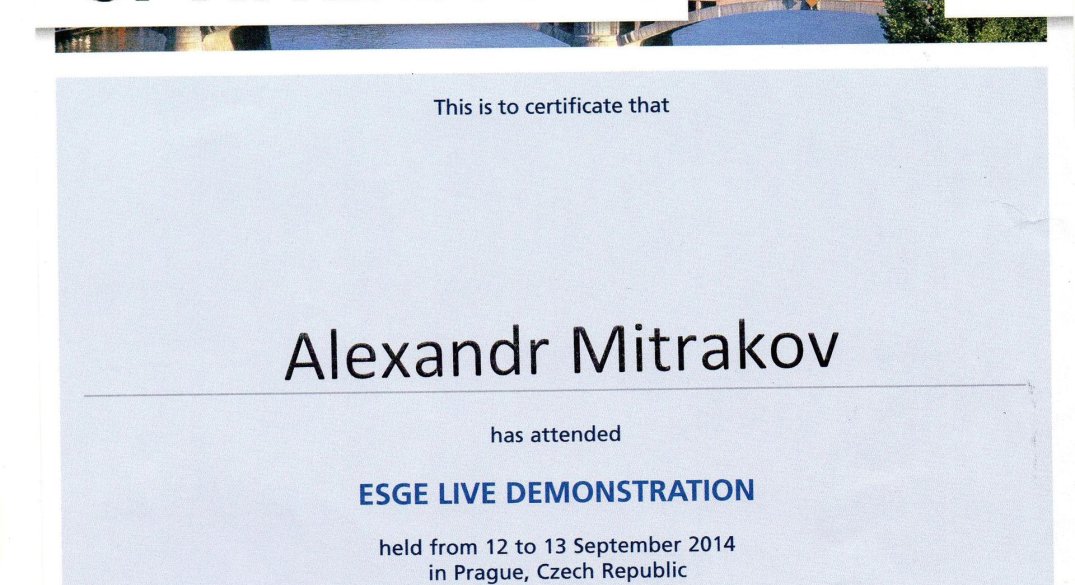 This is to certificate that
Alexandr Mitrakov
has attended
ESGE LIVE DEMONSTRATION
held from 12 to 13 September 2014
in Prague, Czech Republic